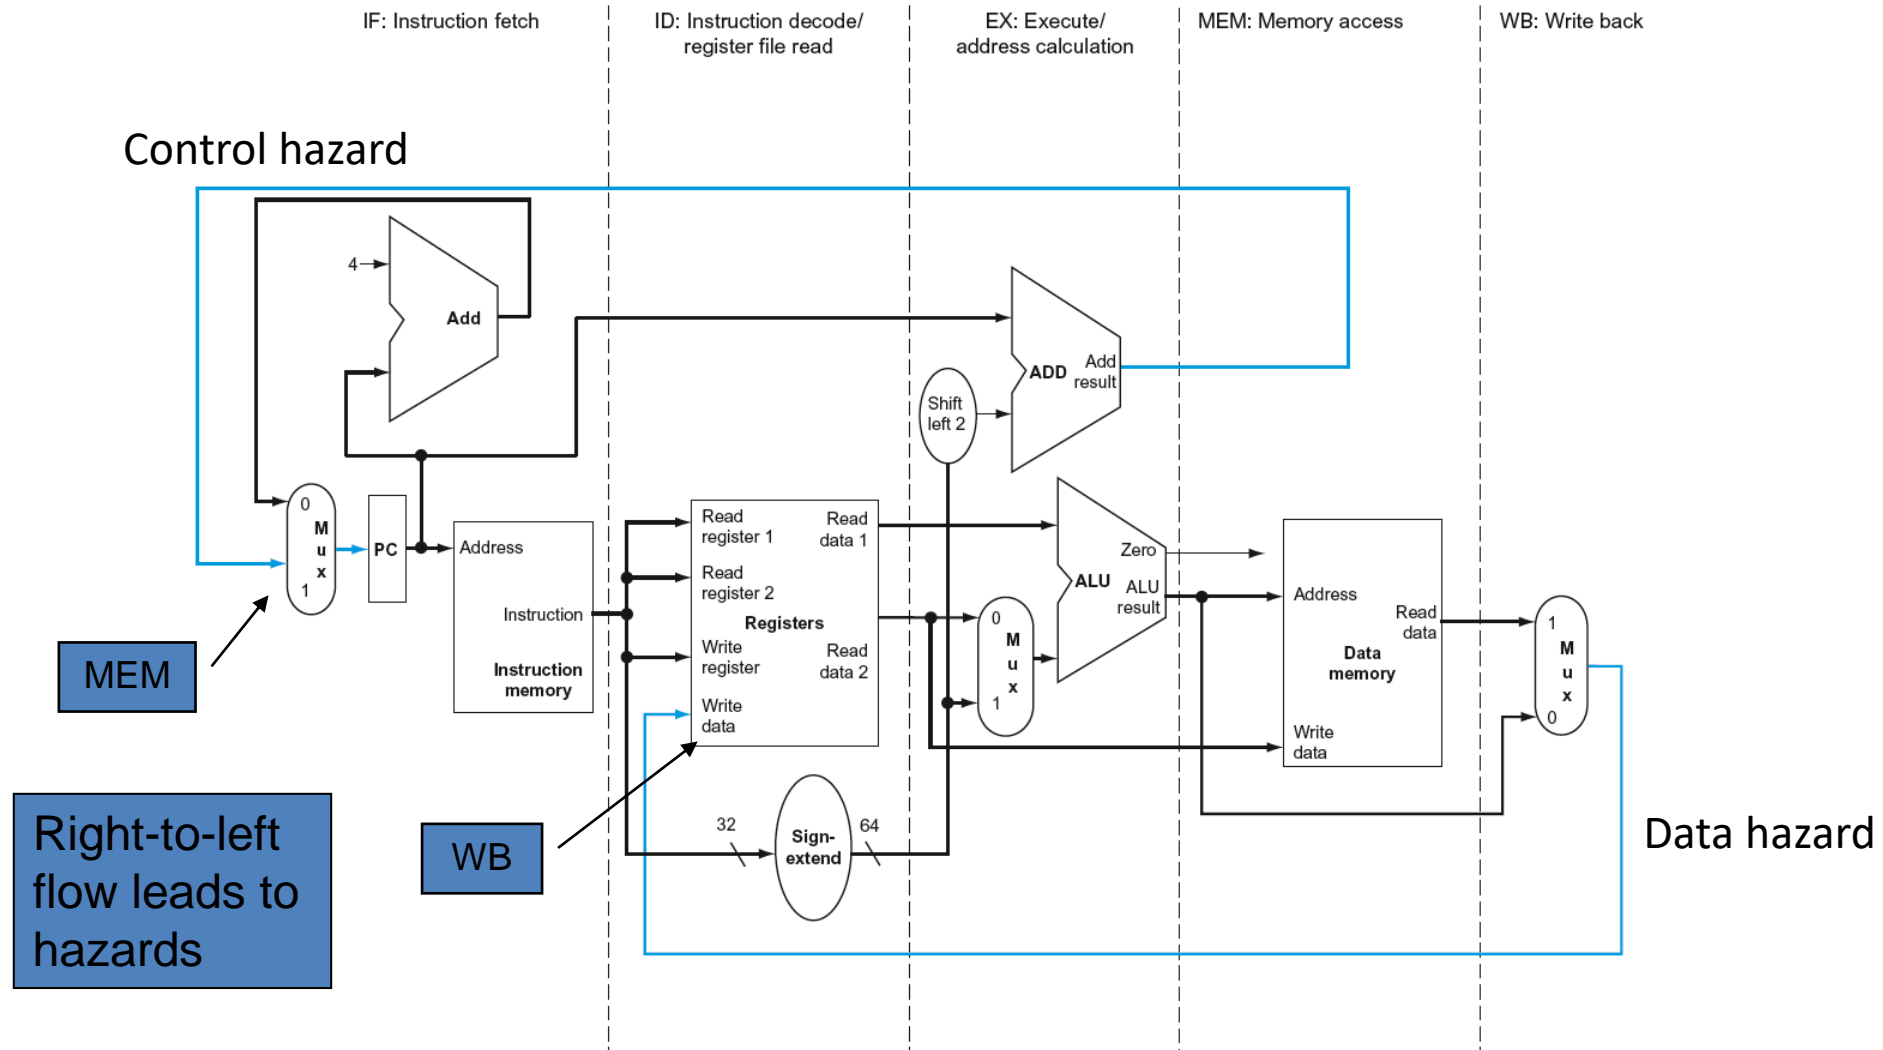 IF: Instruction fetch
ID: Instruction decode/
register file read
EX: Execute/
address calculation
MEM: Memory access
WB: Write back
Control hazard
4
Add
ADD
Add
result
Shift
left 2
0
M
u
x
1
PC
Address
Instruction
Instruction
memory
Read
register 1
Read
register 2
Write
register
Write
data
Registers
Read
data 1
Read
data 2
0
M
u
x
1
Zero
ALU
ALU
result
Address
Read
data
Data
memory
Write
data
1
M
u
x
0
MEM
WB
32
Sign-
extend
64
Right-to-left
flow leads to
hazards
Data hazard